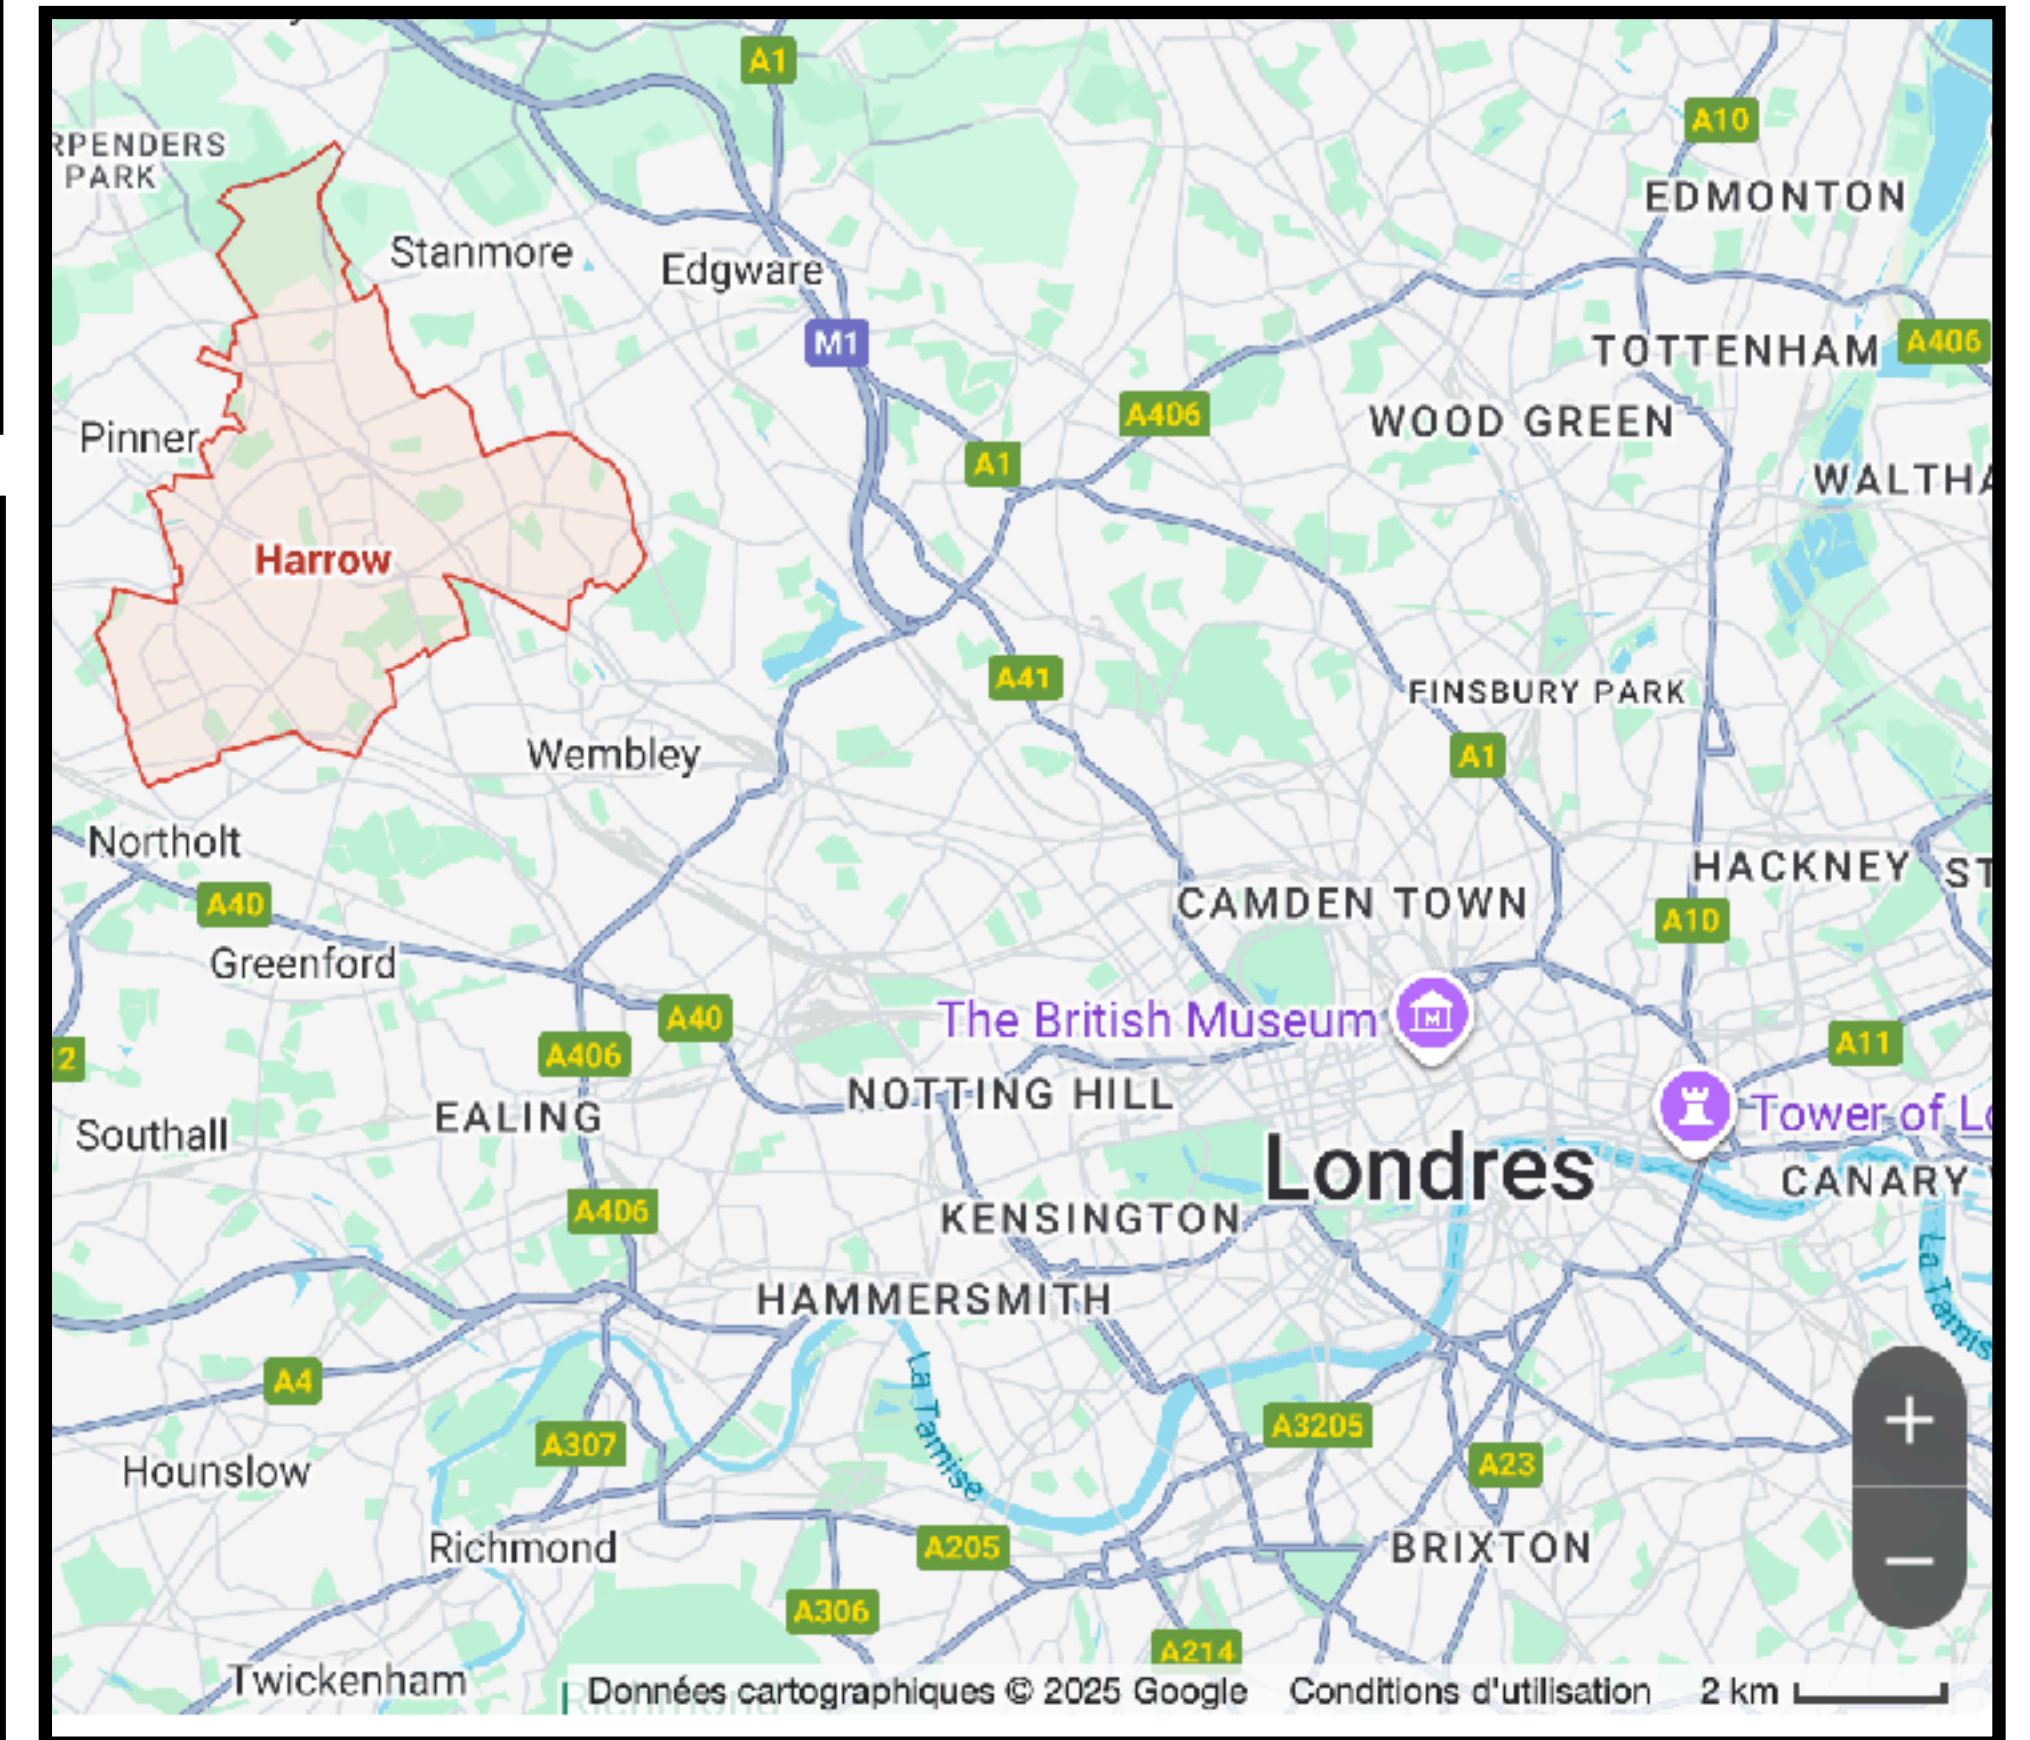 A1
A10
RPENDERS
PARK
EDMONTON
Stanmore
Edgware
M1
TOTTENHAM
A406
A406
WOOD GREEN
Pinner
A1
WALTHA
Harrow
A41
FINSBURY PARK
Wembley
A1
Northolt
HACKNEY
ST
A40
CAMDEN TOWN
A10
Greenford
The British Museum
A40
A406
12
A11
NOTTING HILL
EALING
Tower of Lo
Southall
Londres
CANARY
A406
KENSINGTON
La Tamis
HAMMERSMITH
A4
La Tamise
A307
A3205
A23
Hounslow
Richmond
A205
BRIXTON
A306
A214
Twickenham
Richmond
Données cartographiques © 2025 Google Conditions d'utilisation 2 km